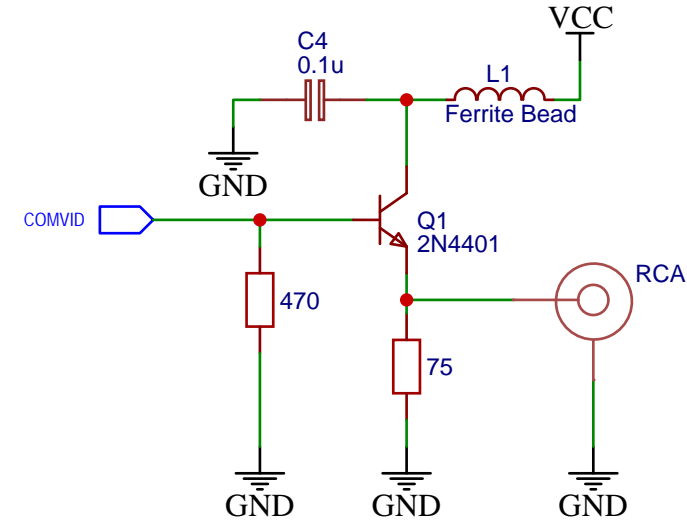 VCC
C4
0.1u
L1
Ferrite Bead
GND
COMVID
Q1
2N4401
RCA
470
75
GND
GND
GND